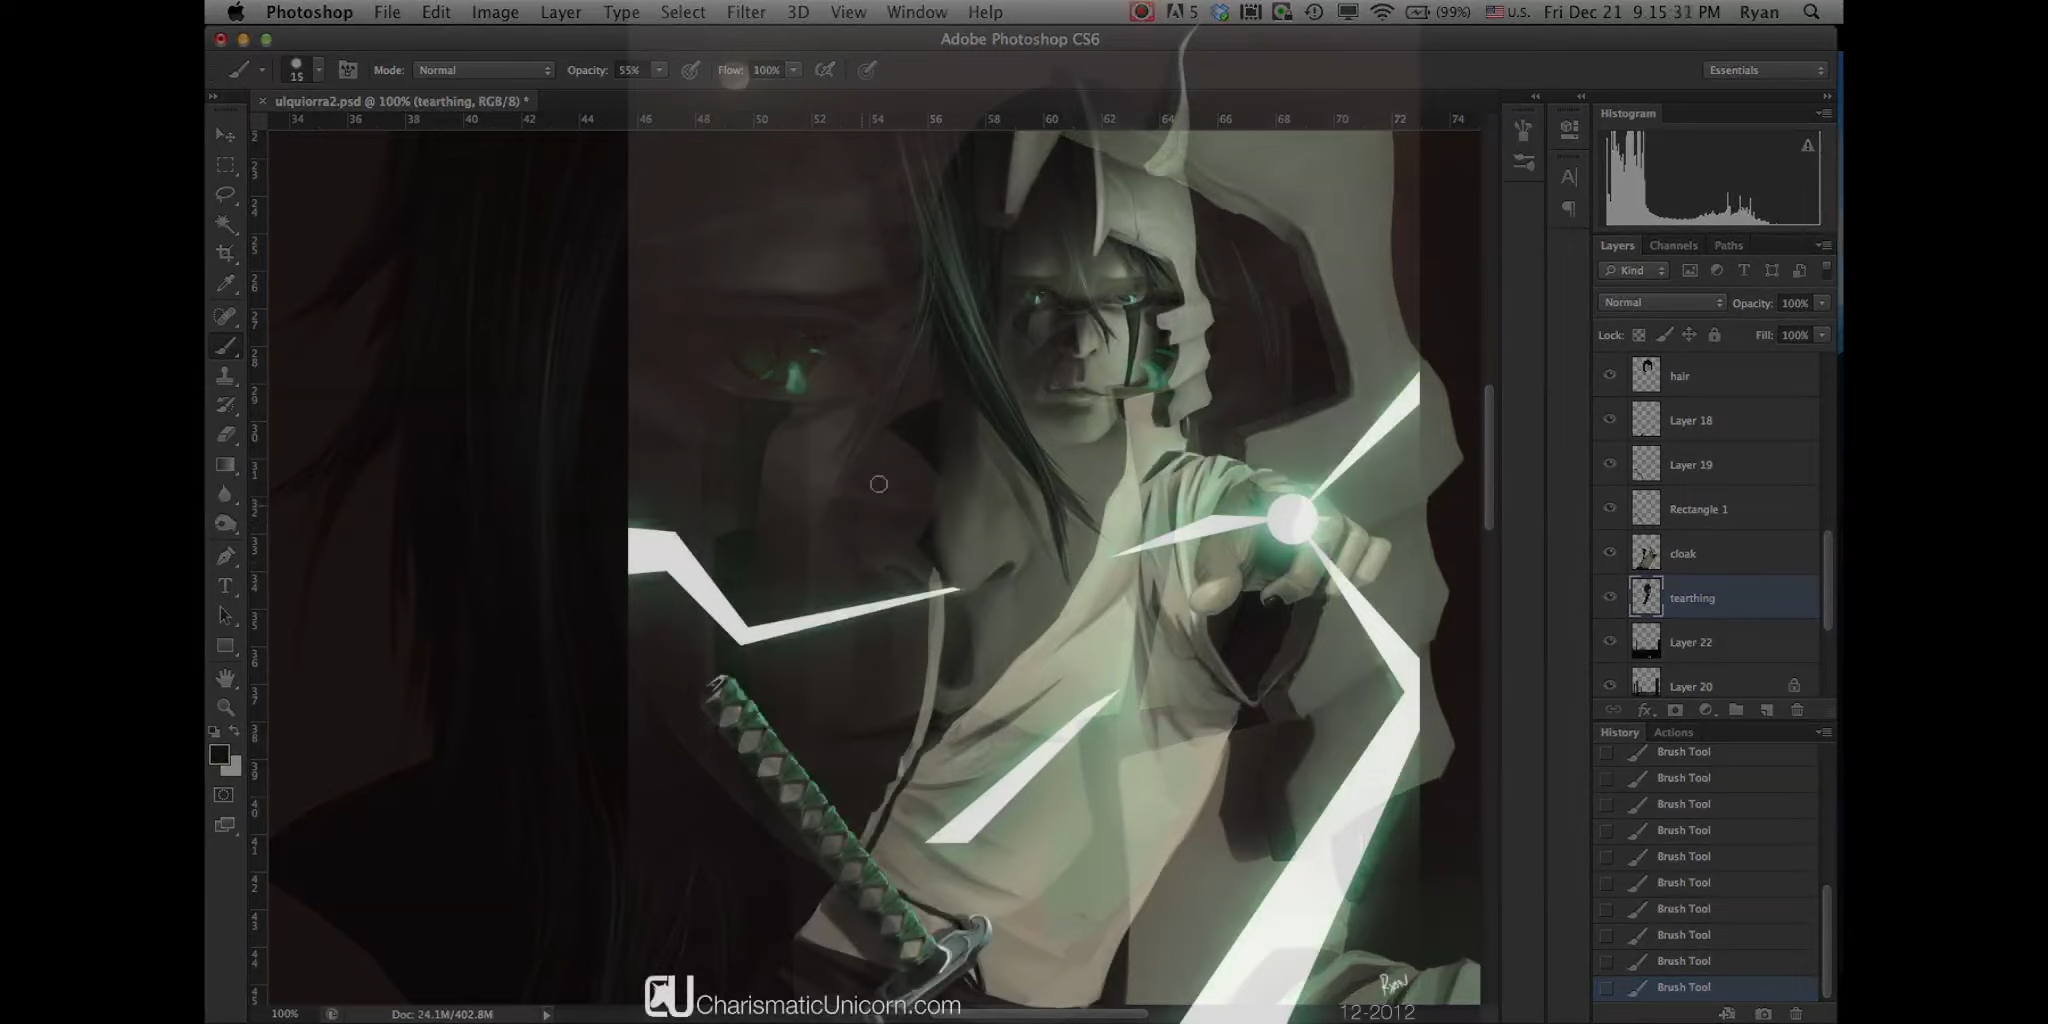 Photoshop File Edit Image Layer Type Select Filter 3D View Window Help 5 (99%) U.S. Fri Dec 21 9:15:31 PM Ryan
Adobe Photoshop CS6
15 Mode: Normal Opacity: 55% Flow: 100% Essentials
× ulquiorra2.psd @ 100% (tearthing, RGB/8) *
34 36 38 40 42 44 46 48 50 52 54 56 58 60 62 64 66 68 70 72 74
Histogram
Layers Channels Paths
Kind
Normal Opacity: 100%
Lock: Fill: 100%
hair
Layer 18
Layer 19
Rectangle 1
cloak
tearthing
Layer 22
Layer 20
History Actions
Brush Tool
Brush Tool
Brush Tool
Brush Tool
Brush Tool
Brush Tool
Brush Tool
Brush Tool
Brush Tool
Brush Tool
Ryan
CU CharismaticUnicorn.com
12-2012
100% Doc: 24.1M/402.8M